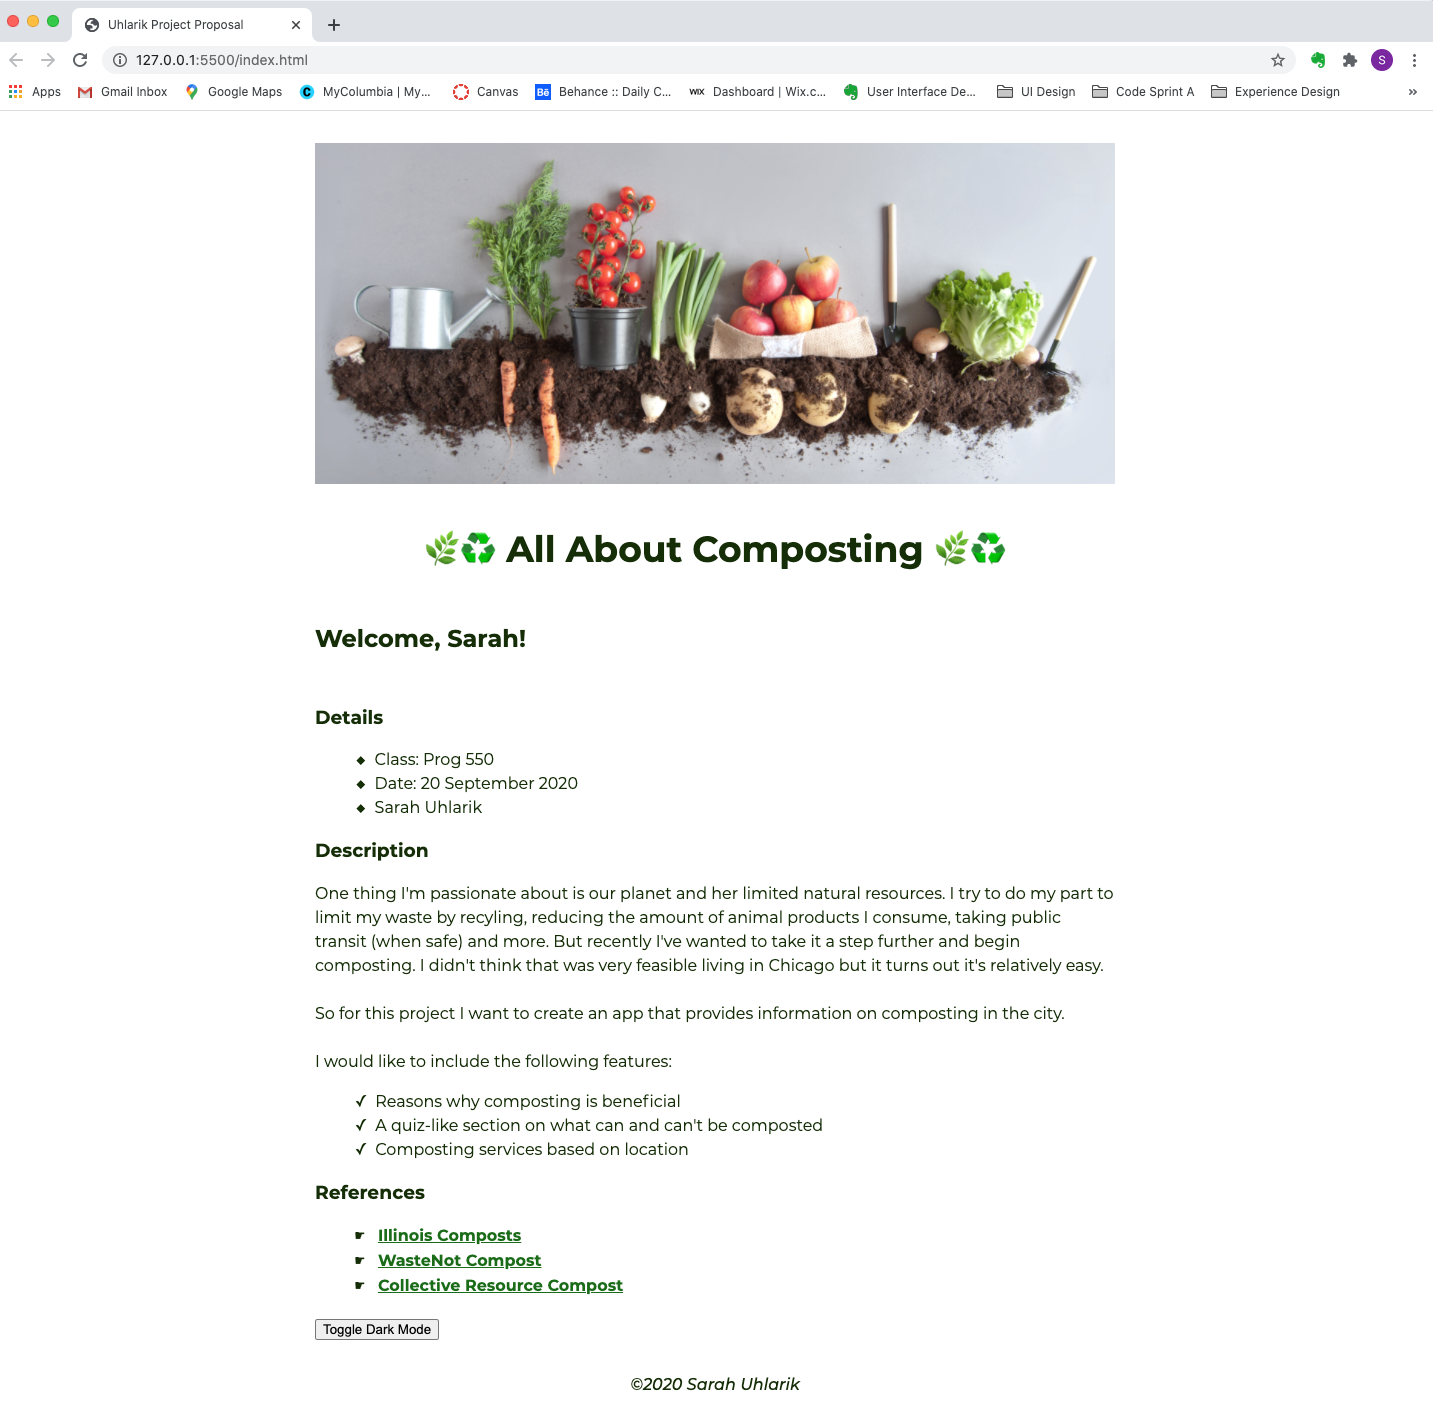 Uhlarik Project Proposal
127.0.0.1:5500/index.html
S
Apps Gmail Inbox Google Maps MyColumbia | My... Canvas Behance :: Daily C... Dashboard | Wix.c... User Interface De... UI Design Code Sprint A Experience Design »
🌿♻️ All About Composting 🌿♻️
Welcome, Sarah!
Details
◆ Class: Prog 550
◆ Date: 20 September 2020
◆ Sarah Uhlarik
Description
One thing I'm passionate about is our planet and her limited natural resources. I try to do my part to
limit my waste by recyling, reducing the amount of animal products I consume, taking public
transit (when safe) and more. But recently I've wanted to take it a step further and begin
composting. I didn't think that was very feasible living in Chicago but it turns out it's relatively easy.
So for this project I want to create an app that provides information on composting in the city.
I would like to include the following features:
✓ Reasons why composting is beneficial
✓ A quiz-like section on what can and can't be composted
✓ Composting services based on location
References
☛ Illinois Composts
☛ WasteNot Compost
☛ Collective Resource Compost
Toggle Dark Mode
©2020 Sarah Uhlarik